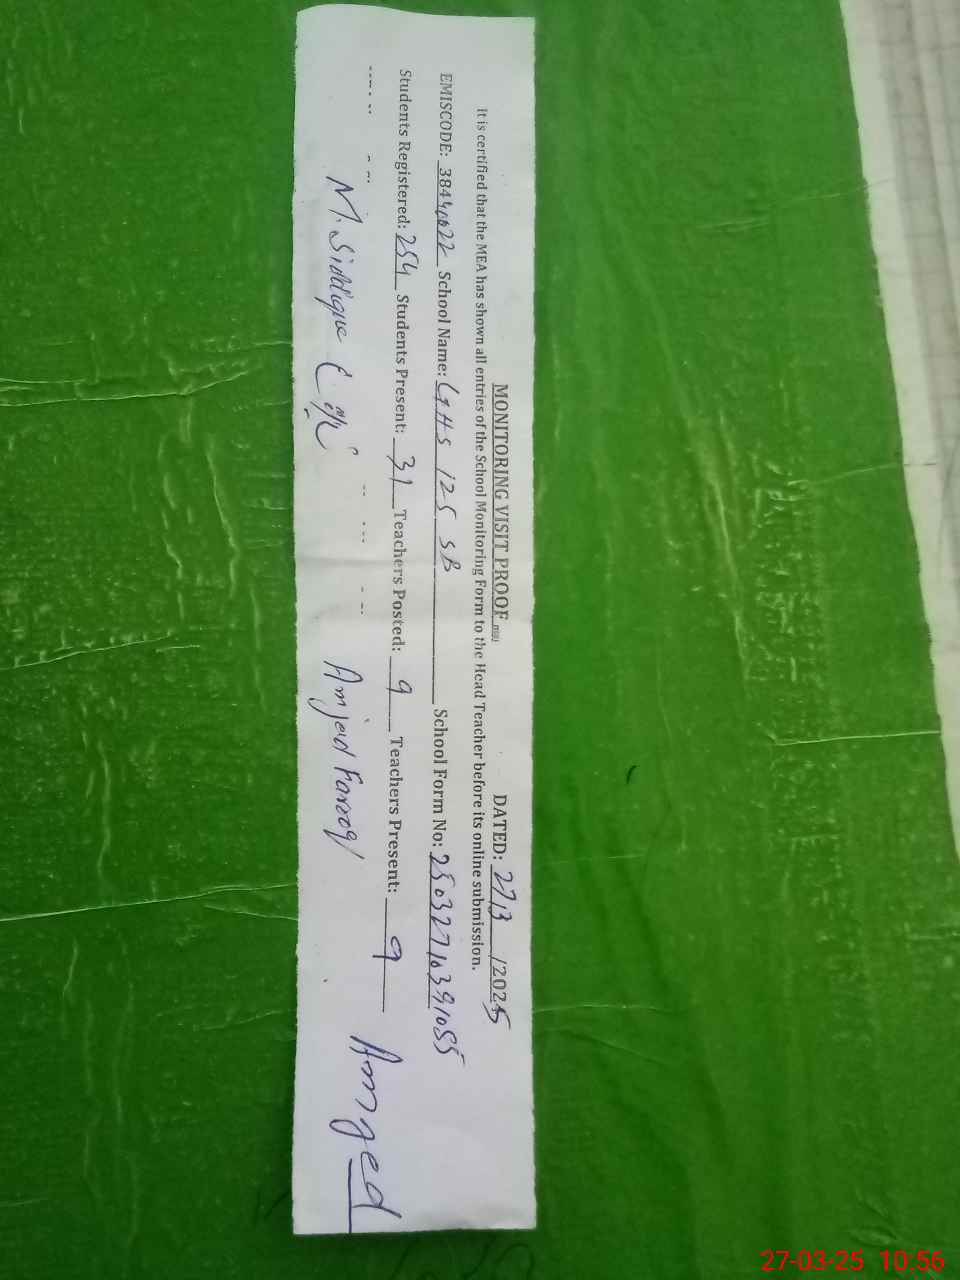 MONITORING VISIT PROOF DATED: 27/3 /2025
It is certified that the MEA has shown all entries of the School Monitoring Form to the Head Teacher before its online submission.
EMISCODE: 38440022 School Name: GHS 125 SB School Form No: 25032710391055
Students Registered: 254 Students Present: 31 Teachers Posted: 9 Teachers Present: 9
M. Siddique Amjad Farooq Amjed
27-03-25 10:56